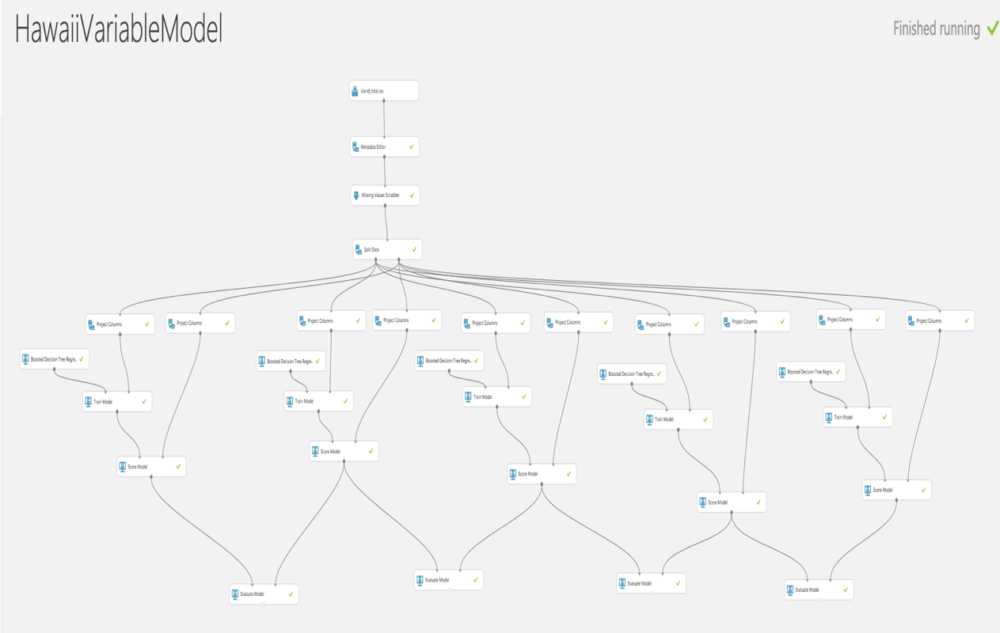 HawaiiVariableModel
Finished running
island_total.csv
Metadata Editor
Missing Values Scrubber
Split Data
Project Columns
Project Columns
Project Columns
Project Columns
Project Columns
Project Columns
Project Columns
Project Columns
Project Columns
Project Columns
Boosted Decision Tree Regre..
Boosted Decision Tree Regre..
Boosted Decision Tree Regre..
Boosted Decision Tree Regre..
Boosted Decision Tree Regre..
Train Model
Train Model
Train Model
Train Model
Train Model
Score Model
Score Model
Score Model
Score Model
Score Model
Evaluate Model
Evaluate Model
Evaluate Model
Evaluate Model